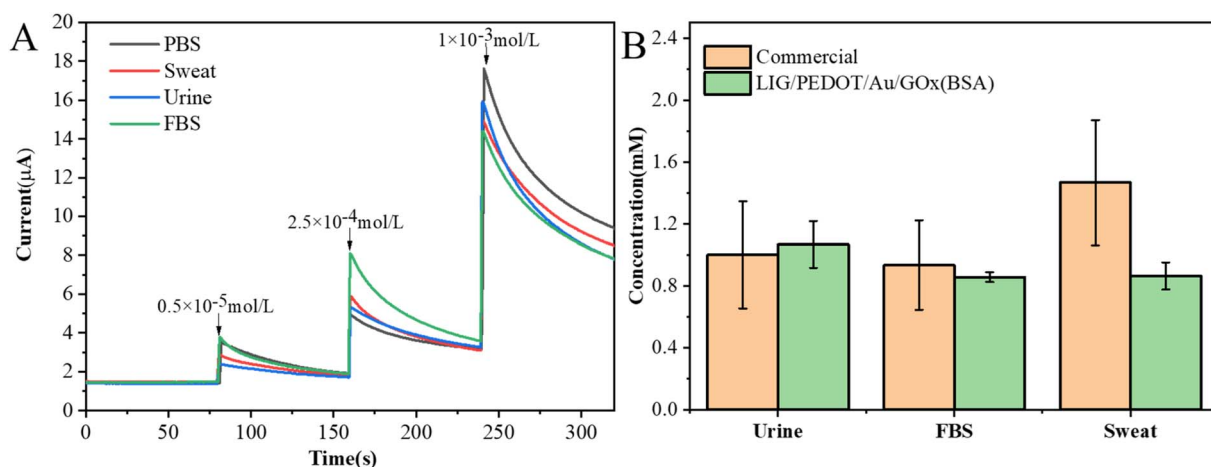 A
PBS
Sweat
Urine
FBS
0.5×10⁻⁵mol/L
2.5×10⁻⁴mol/L
1×10⁻³mol/L
Current(μA)
20
18
16
14
12
10
8
6
4
2
0
0 50 100 150 200 250 300
Time(s)
B
Commercial
LIG/PEDOT/Au/GOx(BSA)
Concentration(mM)
2.4
2.0
1.6
1.2
0.8
0.4
0.0
Urine FBS Sweat